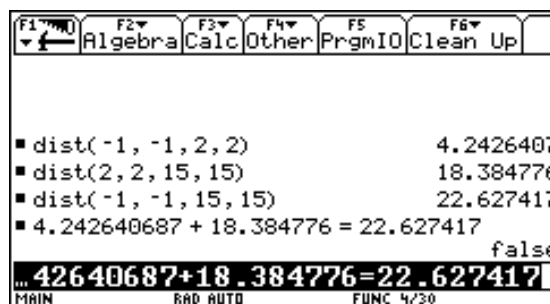 F1 F2 F3 F4 F5 F6
Algebra Calc Other PrgmIO Clean Up
▪ dist(-1, -1, 2, 2) 4.2426407
▪ dist(2, 2, 15, 15) 18.384776
▪ dist(-1, -1, 15, 15) 22.627417
▪ 4.242640687 + 18.384776 = 22.627417
false
…42640687+18.384776=22.627417
MAIN RAD AUTO FUNC 4/30